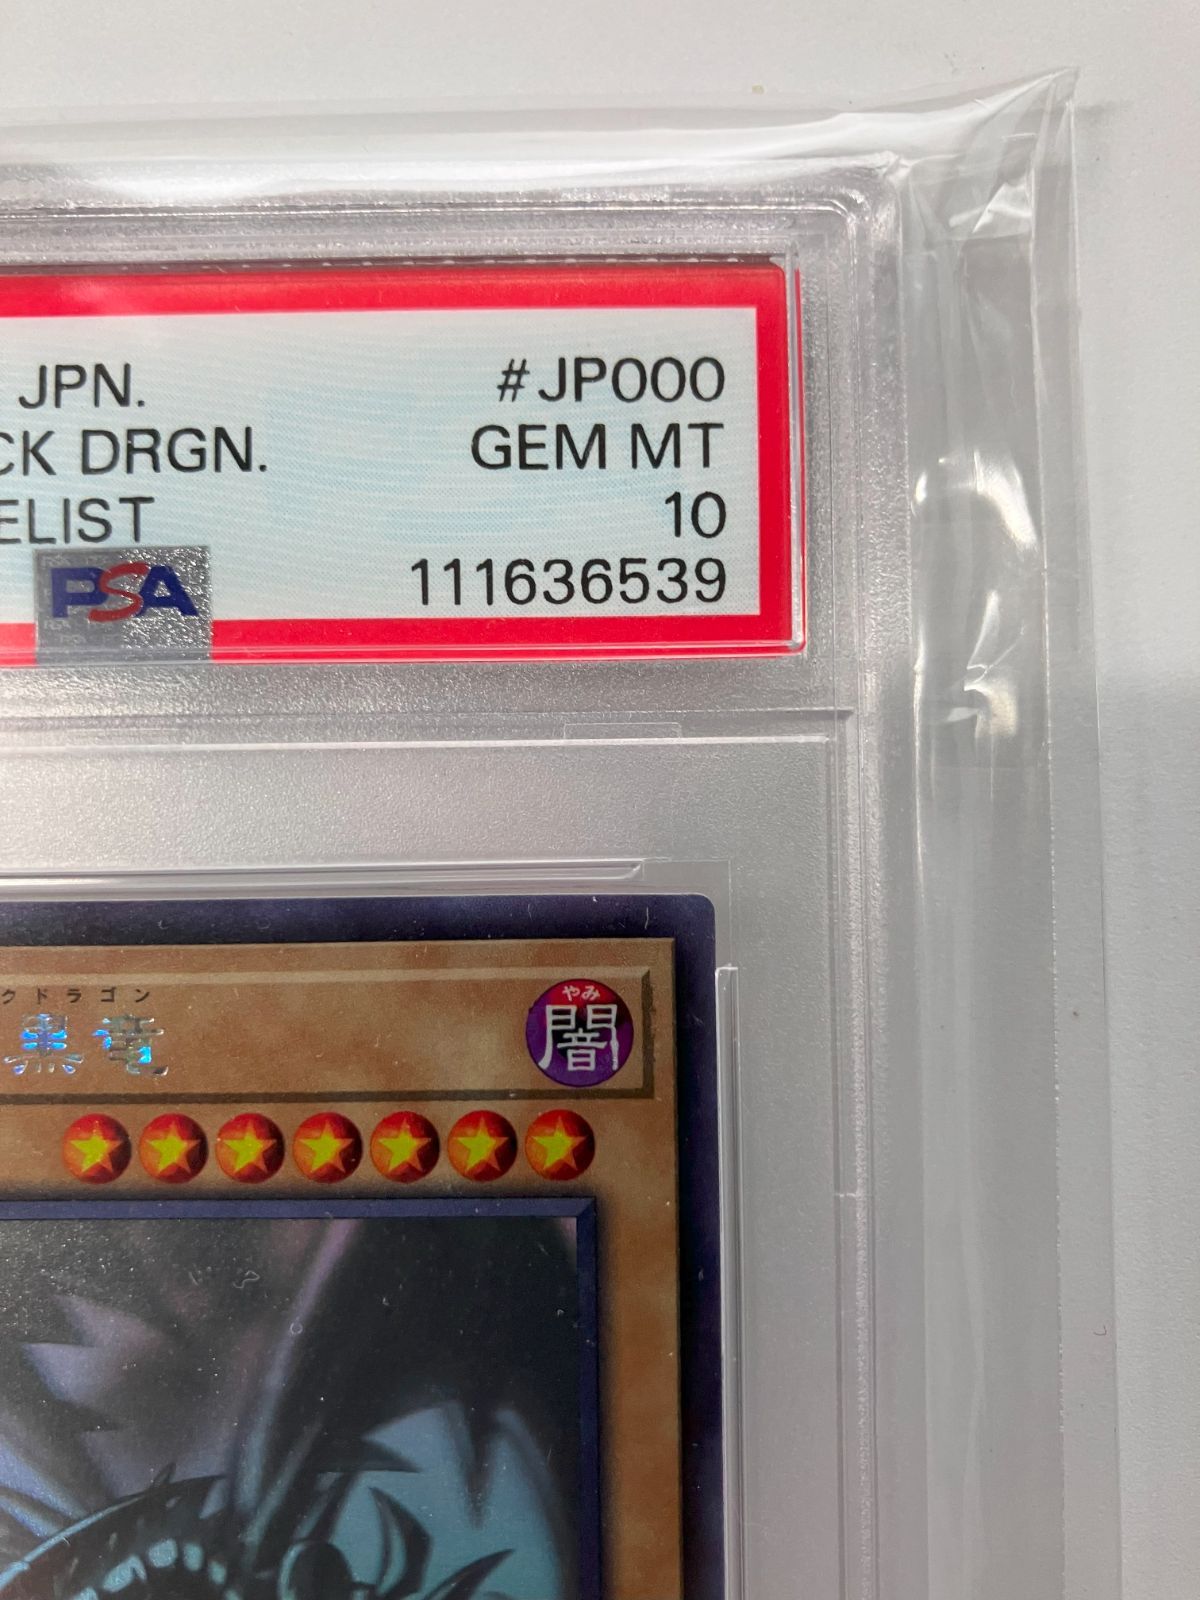 JPN. #JP000
CK DRGN. GEM MT
ELIST 10
PSA 111636539
クドラゴン
黒竜
やみ
闇